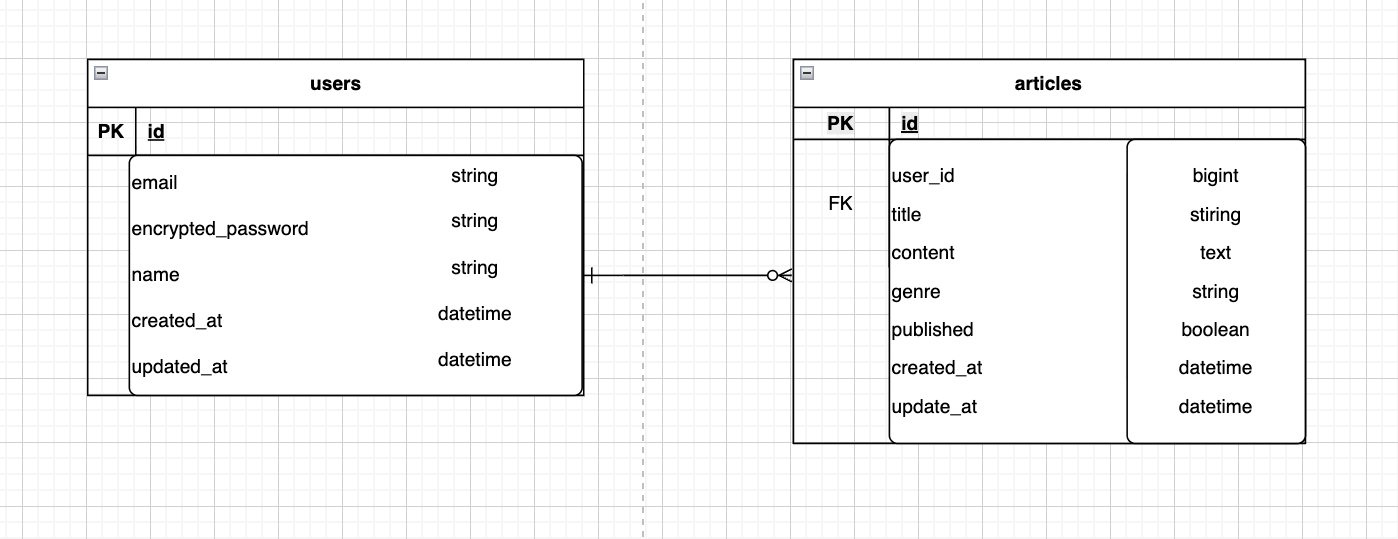 users
PK id
email string
encrypted_password string
name string
created_at datetime
updated_at datetime
articles
PK id
user_id bigint
FK
title stiring
content text
genre string
published boolean
created_at datetime
update_at datetime